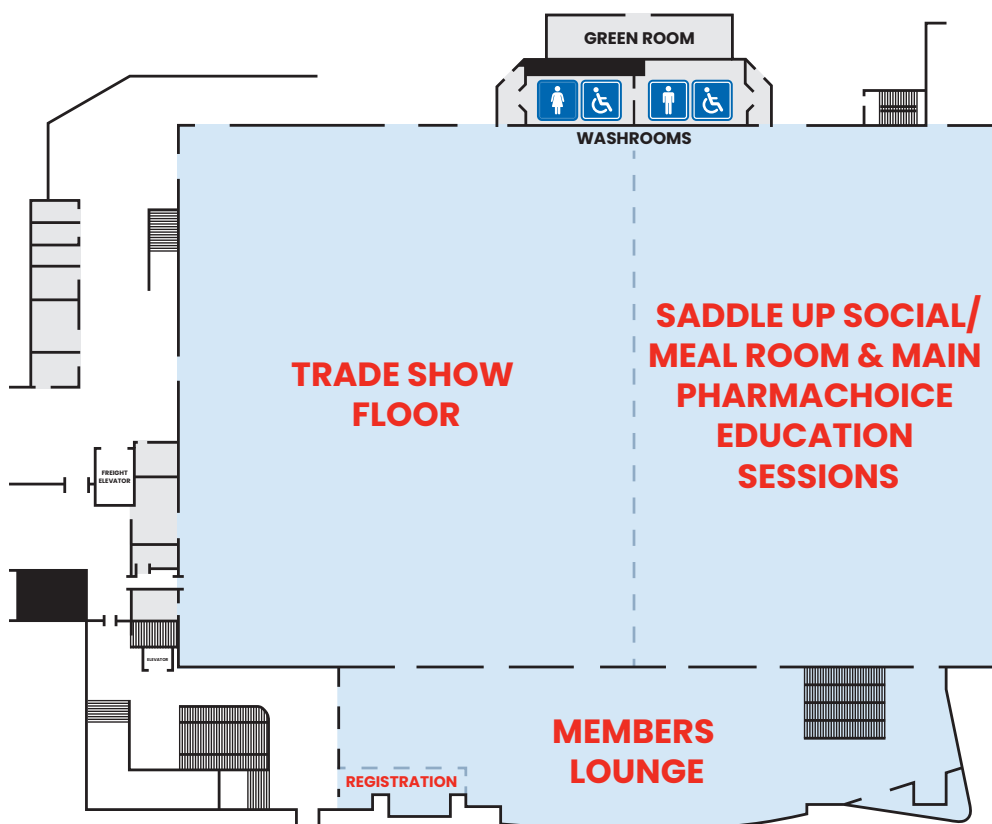 GREEN ROOM
WASHROOMS
SADDLE UP SOCIAL/
MEAL ROOM & MAIN
PHARMACHOICE
EDUCATION
SESSIONS
TRADE SHOW
FLOOR
FREIGHT
ELEVATOR
ELEVATOR
MEMBERS
LOUNGE
REGISTRATION